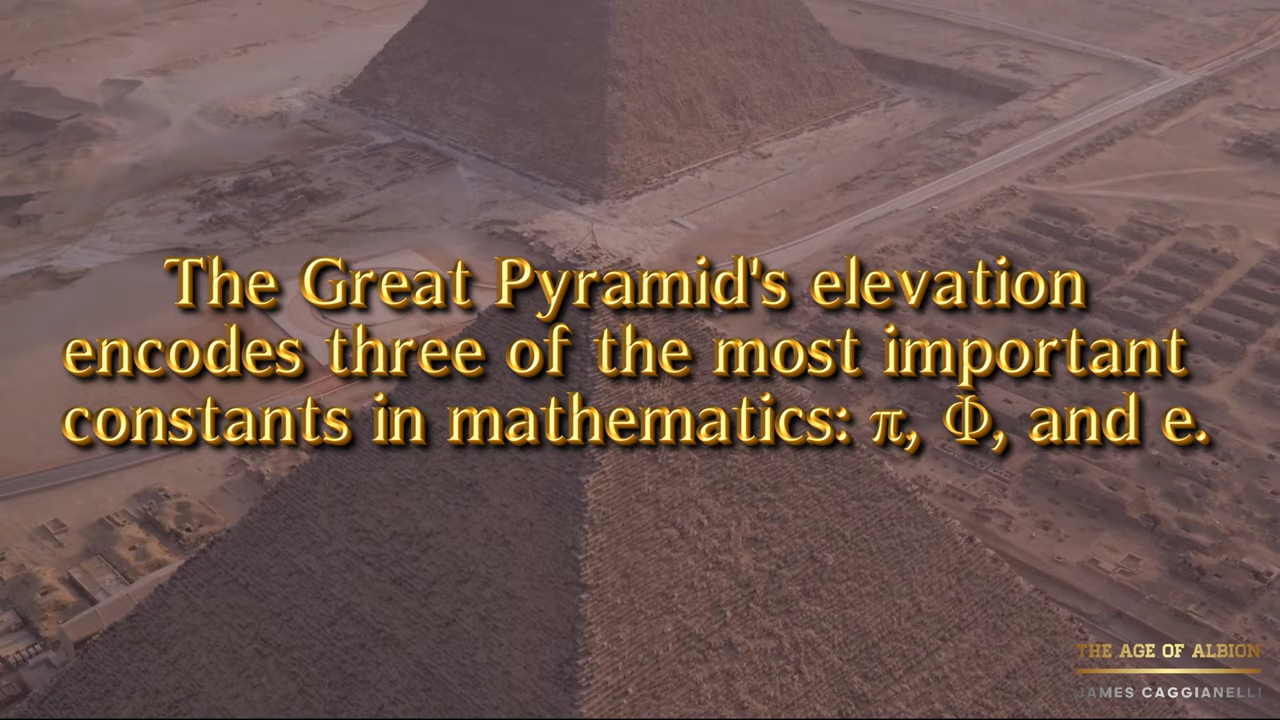 The Great Pyramid's elevation
encodes three of the most important
constants in mathematics: π, Φ, and e.
THE AGE OF ALBION
JAMES CAGGIANELLI